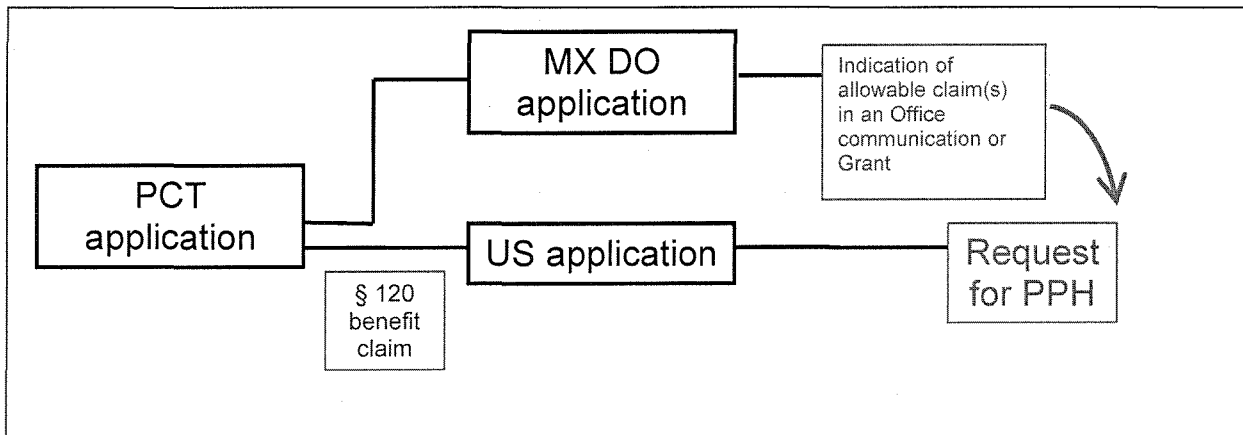 MX DO
application
Indication of
allowable claim(s)
in an Office
communication or
Grant
PCT
application
US application
§ 120
benefit
claim
Request
for PPH